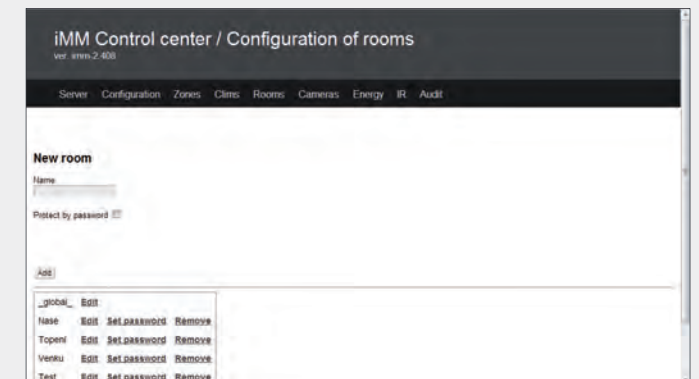 iMM Control center / Configuration of rooms
ver. imm-2.408
Server Configuration Zones Clims Rooms Cameras Energy IR Audit
New room
Name
Protect by password
Add
_global_ Edit
Nase Edit Set password Remove
Topeni Edit Set password Remove
Venku Edit Set password Remove
Test Edit Set password Remove